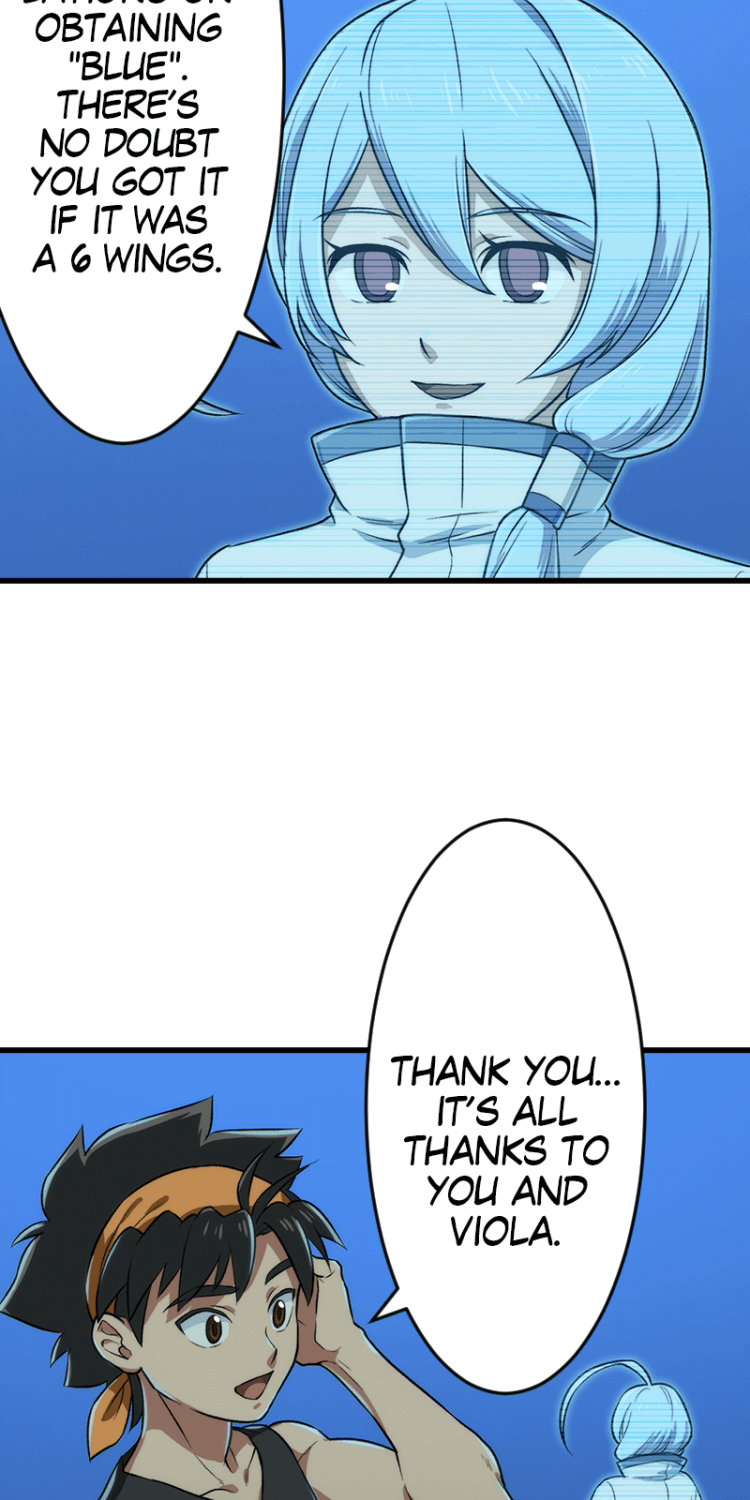 OBTAINING
"BLUE".
THERE'S
NO DOUBT
YOU GOT IT
IF IT WAS
A 6 WINGS.
THANK YOU...
IT'S ALL
THANKS TO
YOU AND
VIOLA.